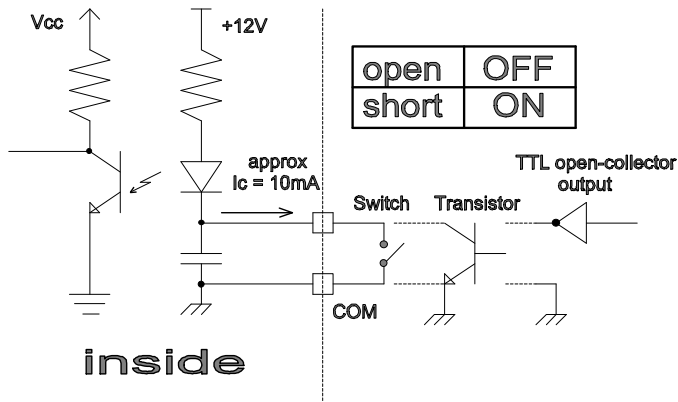 Vcc
+12V
open OFF
short ON
approx
Ic = 10mA
TTL open-collector
output
Switch
Transistor
COM
inside